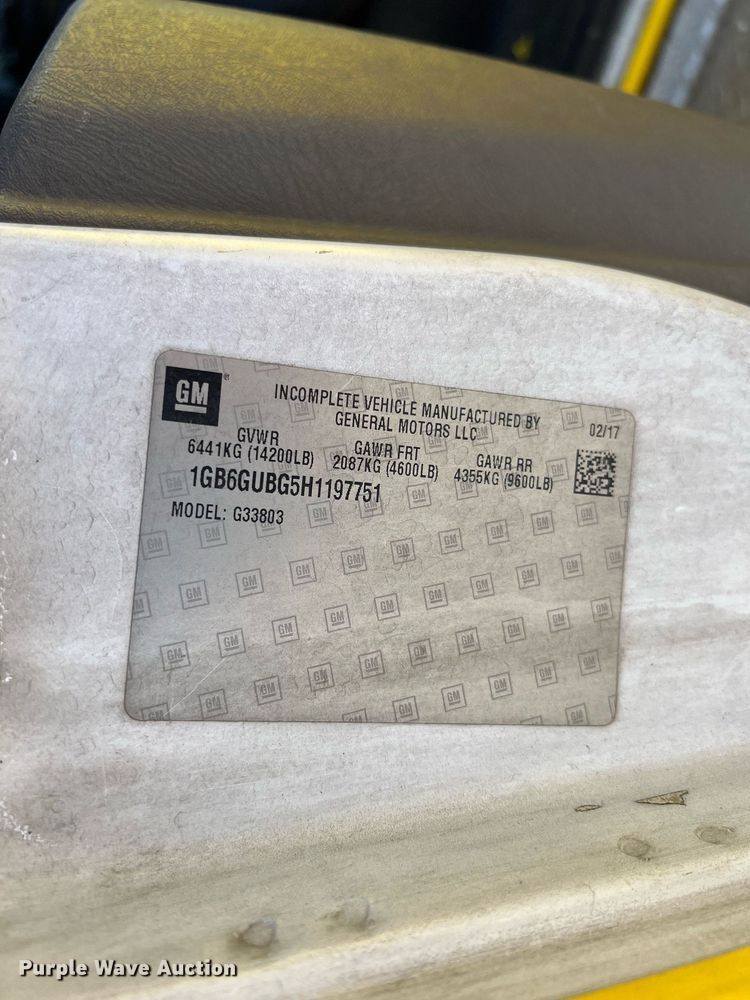 GM
INCOMPLETE VEHICLE MANUFACTURED BY
GENERAL MOTORS LLC
02/17
GVWR
6441KG (14200LB)
GAWR FRT
2087KG (4600LB)
GAWR RR
4355KG (9600LB)
1GB6GUBG5H1197751
MODEL: G33803
Purple Wave Auction